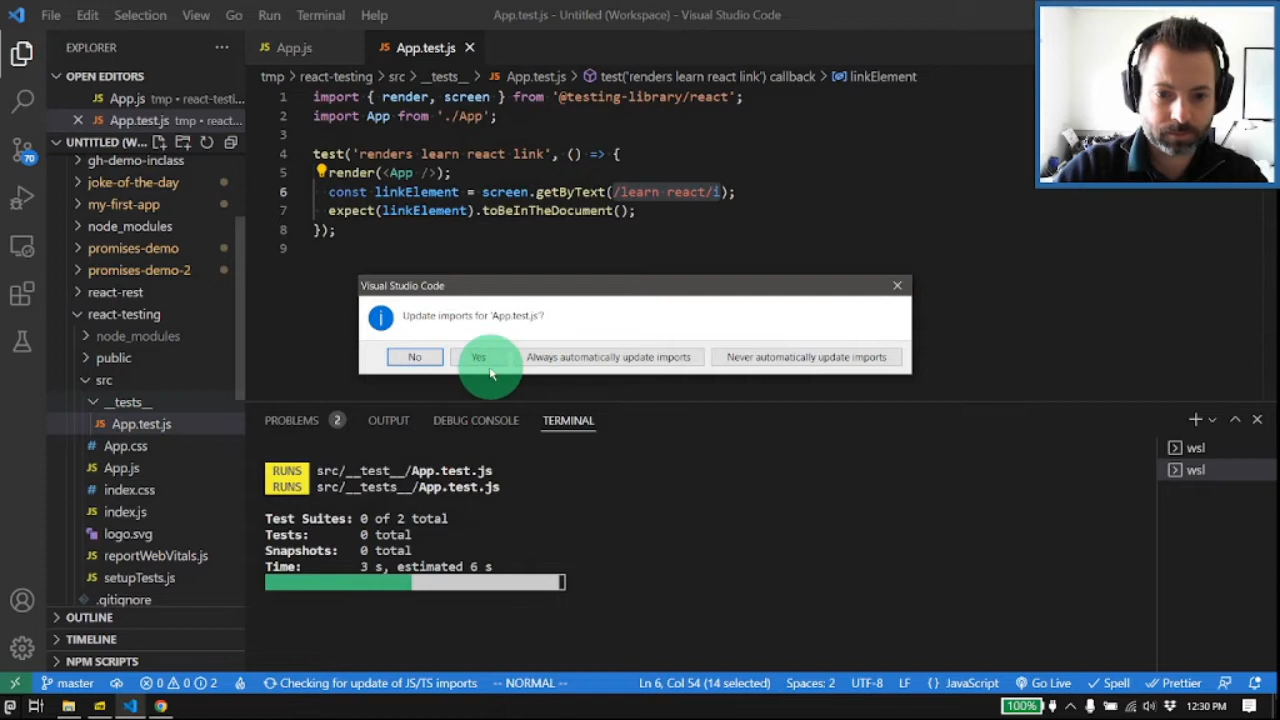 File Edit Selection View Go Run Terminal Help
App.test.js - Untitled (Workspace) - Visual Studio Code
EXPLORER
OPEN EDITORS
JS App.js tmp • react-testi...
JS App.test.js tmp • react...
UNTITLED (W...
gh-demo-inclass
joke-of-the-day
my-first-app
node_modules
promises-demo
promises-demo-2
react-rest
react-testing
node_modules
public
src
__tests__
JS App.test.js
# App.css
JS App.js
# index.css
JS index.js
logo.svg
JS reportWebVitals.js
JS setupTests.js
.gitignore
OUTLINE
TIMELINE
NPM SCRIPTS
70
JS App.js
JS App.test.js
tmp > react-testing > src > __tests__ > JS App.test.js > test('renders learn react link') callback > linkElement
1 import { render, screen } from '@testing-library/react';
2 import App from './App';
3
4 test('renders learn react link', () => {
5 render(<App />);
6 const linkElement = screen.getByText(/learn react/i);
7 expect(linkElement).toBeInTheDocument();
8 });
9
Visual Studio Code
Update imports for 'App.test.js'?
No Yes Always automatically update imports Never automatically update imports
PROBLEMS 2 OUTPUT DEBUG CONSOLE TERMINAL
RUNS src/__test__/App.test.js
RUNS src/__tests__/App.test.js
Test Suites: 0 of 2 total
Tests: 0 total
Snapshots: 0 total
Time: 3 s, estimated 6 s
wsl
wsl
master 0 0 2 Checking for update of JS/TS imports -- NORMAL -- Ln 6, Col 54 (14 selected) Spaces: 2 UTF-8 LF { } JavaScript Go Live Spell Prettier
100% 12:30 PM